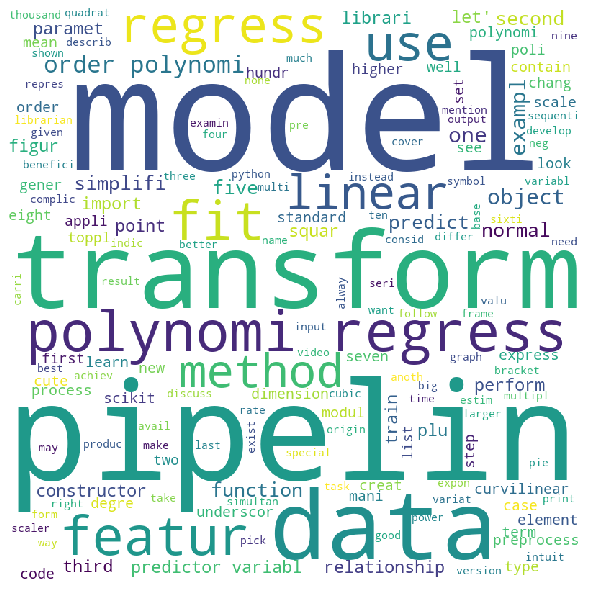 thousand quadrat
mean describ
shown
regress
paramet
librari
let' second
none
much
use
polynomi
nine
poli
contain
order polynomi
hundr
higher
well
chang
order
repres
librarian
given
model
examin
four
pre
cover
mention
output
set
exampl
scale
sequenti
develop
neg
figur
benefici
gener
simplifi
five
three
multi
python
instead
linear
ten
symbol
one
see
look
variabl
object
eight
import
appli
point
toppl
indic
fit
squar
standard
better
name
consid
predict
differ
base
normal
sixti
need
transform
carri
result
seri
alway
want
valu
follow
frame
polynomi regress
input
first
learn
new
best
achiev
cute
process
scikit
method
video
discuss
dimension
seven
cubic
modul
graph
anoth
big
time
express
bracket
estim
larger
multipl
perform
train
list
plu
step
pipelin
may
produc
make
avail
rate
last
exist
origin
special
pie
constructor
two
function
task
simultan
creat
mani
expon
variat
curvilinear
case
print
form
right
degre
take
underscor
pick
power
good
par
element
term
preprocess
scaler
way
featur
data
code
third
predictor variabl
relationship
version
type
intuit